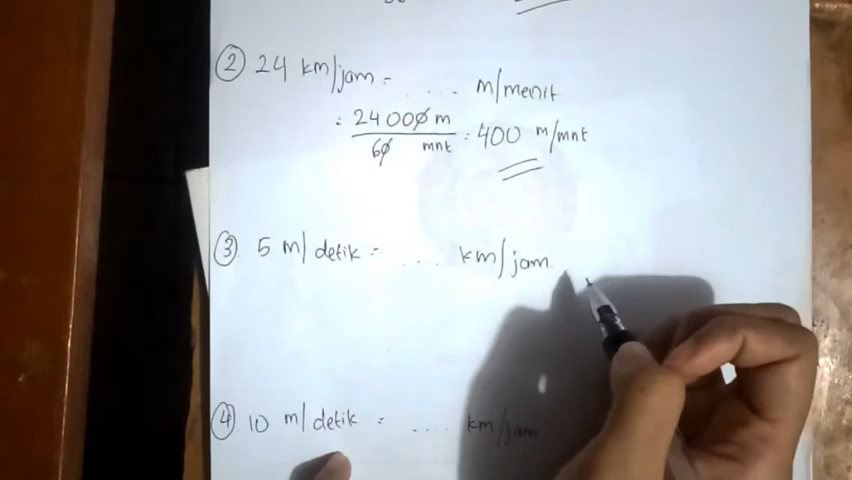 2 24 km/jam = .... m/menit
= 24000 m / 60 mnt = 400 m/mnt
3. 5 m/detik = .... km/jam.
4. 10 m/detik = .... km/jam